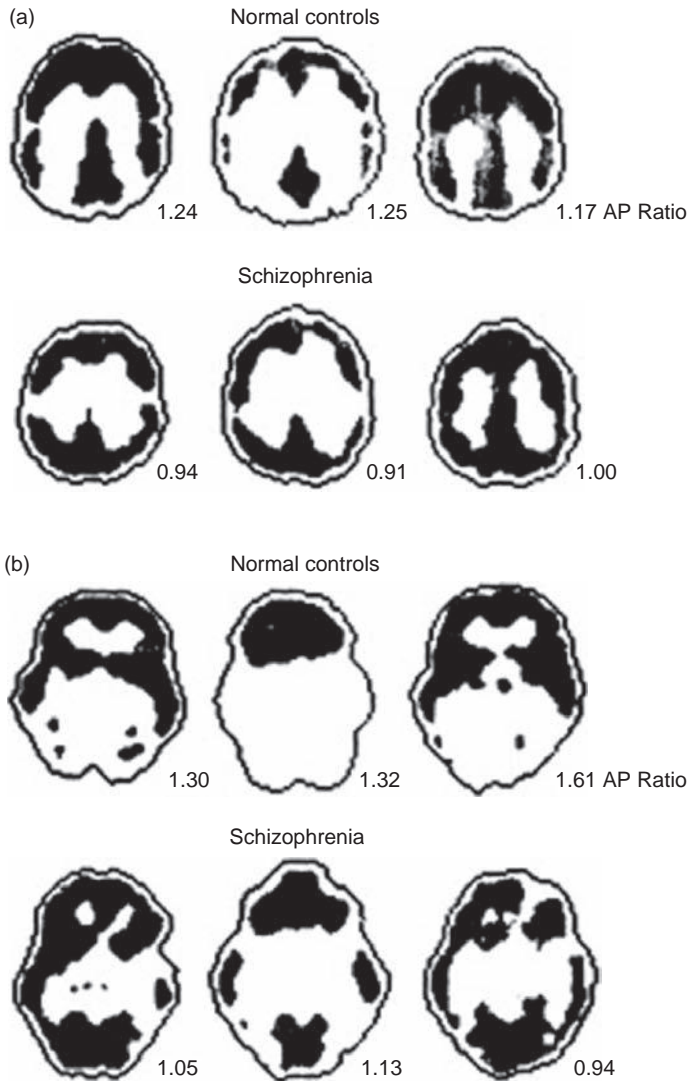 (a)
Normal controls
1.24 1.25 1.17 AP Ratio
Schizophrenia
0.94 0.91 1.00
(b)
Normal controls
1.30 1.32 1.61 AP Ratio
Schizophrenia
1.05 1.13 0.94